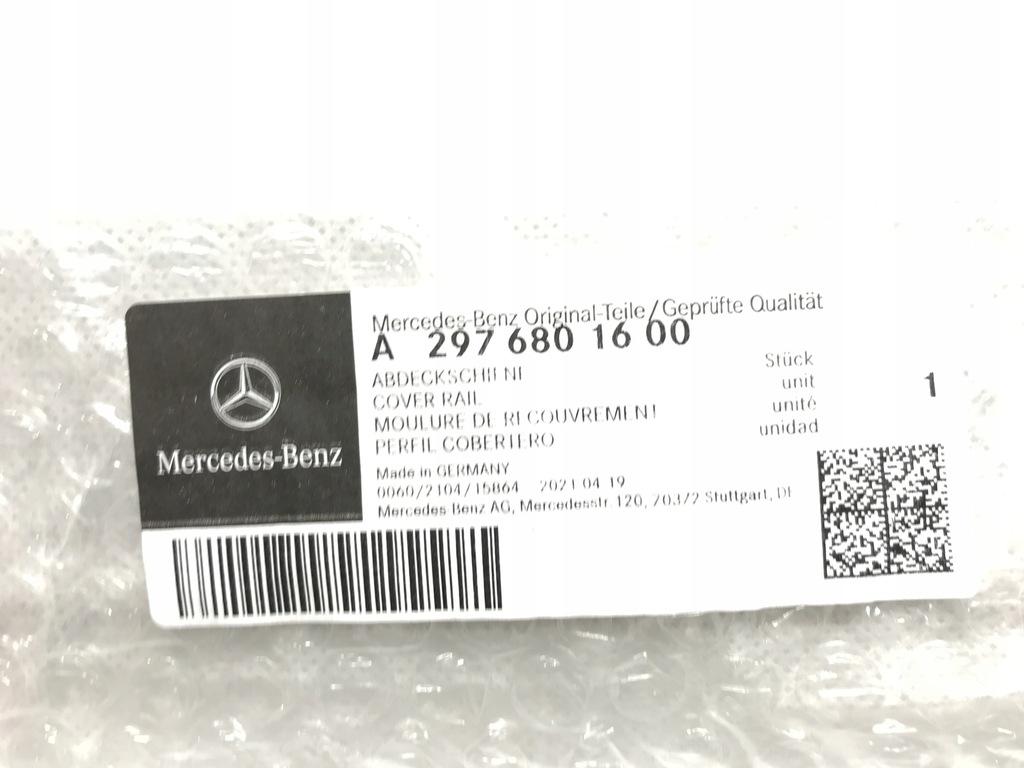 Mercedes-Benz Original-Teile/Geprüfte Qualität
A 297 680 16 00
ABDECKSCHIENE
COVER RAIL
MOULURE DE RECOUVREMENT
PERFIL COBERTERO
Stück
unit
unité
unidad
1
Mercedes-Benz
Made in GERMANY
0060/2104/15864 2021 04 19
Mercedes-Benz AG, Mercedesstr. 120, 70372 Stuttgart, DE